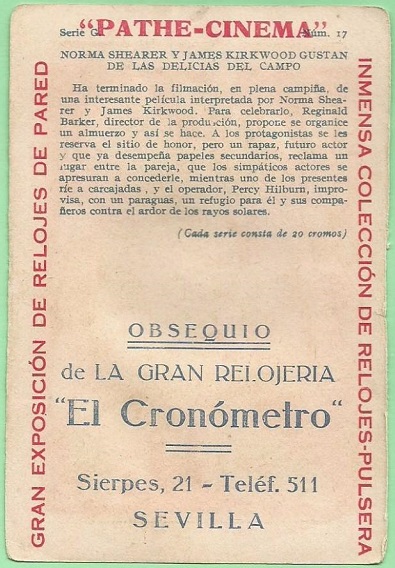 Serie G. "PATHE-CINEMA" Núm. 17
NORMA SHEARER Y JAMES KIRKWOOD GUSTAN
DE LAS DELICIAS DEL CAMPO
Ha terminado la filmación, en plena campiña, de
una interesante película interpretada por Norma Shea-
rer y James Kirkwood. Para celebrarlo, Reginald
Barker, director de la producción, propone se organice
un almuerzo y así se hace. A los protagonistas se les
reserva el sitio de honor, pero un rapaz, futuro actor
y que ya desempeña papeles secundarios, reclama un
lugar entre la pareja, que los simpáticos actores se
apresuran a concederle, mientras uno de los presentes
ríe a carcajadas, y el operador, Percy Hilburn, impro-
visa, con un paraguas, un refugio para él y sus compa-
ñeros contra el ardor de los rayos solares.
(Cada serie consta de 20 cromos)
GRAN EXPOSICIÓN DE RELOJES DE PARED
INMENSA COLECCIÓN DE RELOJES-PULSERA
OBSEQUIO
de LA GRAN RELOJERIA
"El Cronómetro"
Sierpes, 21 - Teléf. 511
SEVILLA